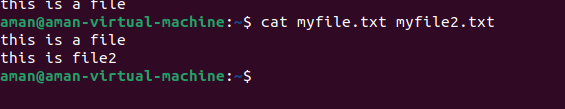 this is a file
aman@aman-virtual-machine:~$ cat myfile.txt myfile2.txt
this is a file
this is file2
aman@aman-virtual-machine:~$